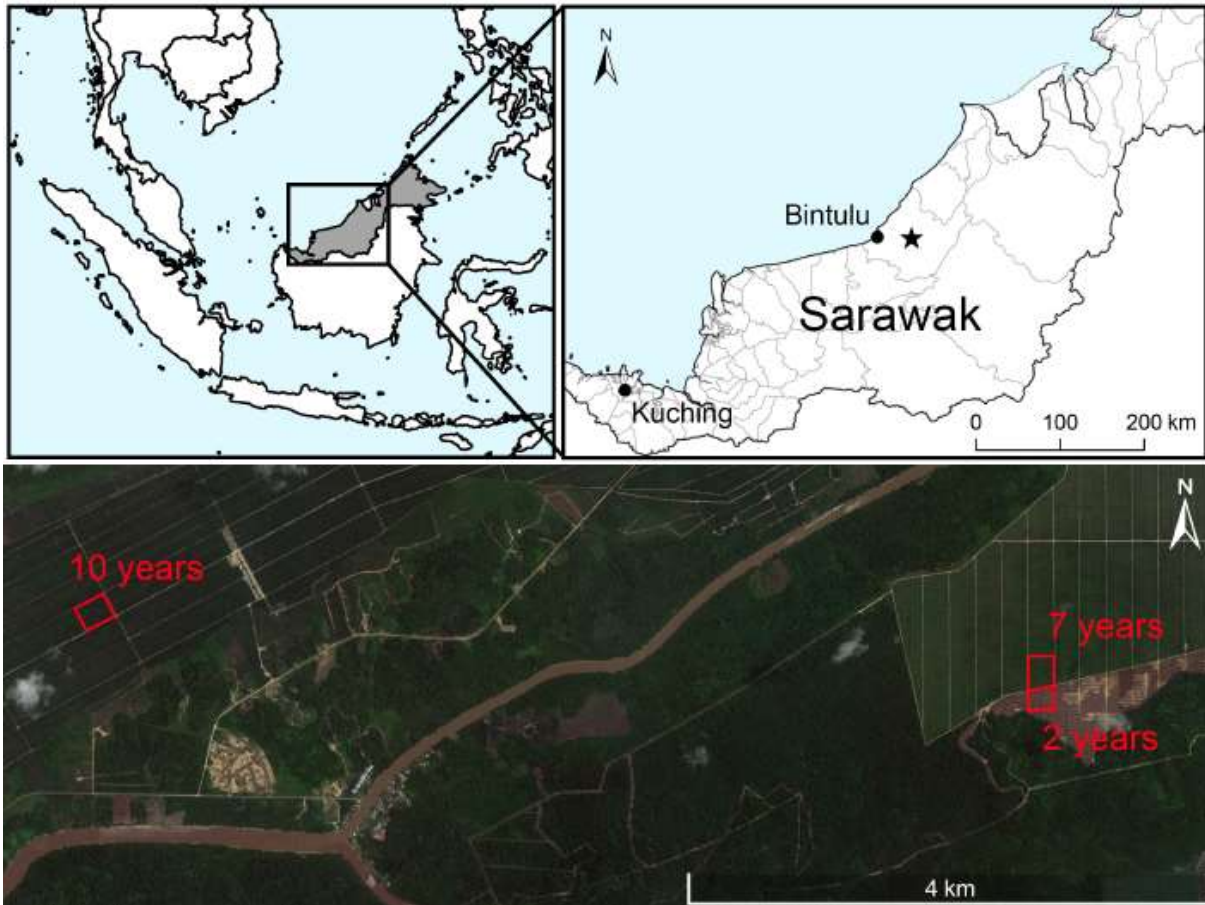 N
Bintulu
Sarawak
Kuching
0 100 200 km
N
10 years
7 years
2 years
4 km